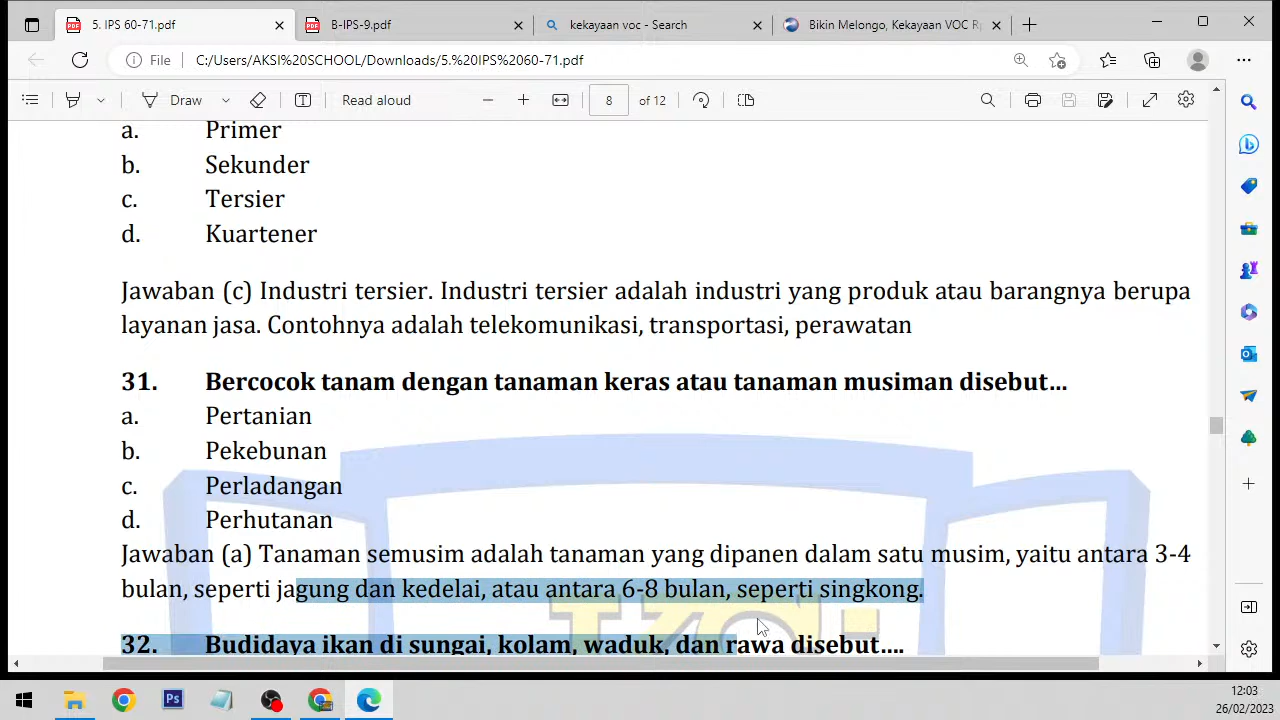 5. IPS 60-71.pdf
B-IPS-9.pdf
kekayaan voc - Search
Bikin Melongo, Kekayaan VOC Rp
File
C:/Users/AKSI%20SCHOOL/Downloads/5.%20IPS%2060-71.pdf
Draw
Read aloud
8
of 12
a. Primer
b. Sekunder
c. Tersier
d. Kuartener
Jawaban (c) Industri tersier. Industri tersier adalah industri yang produk atau barangnya berupa
layanan jasa. Contohnya adalah telekomunikasi, transportasi, perawatan
31. Bercocok tanam dengan tanaman keras atau tanaman musiman disebut...
a. Pertanian
b. Pekebunan
c. Perladangan
d. Perhutanan
Jawaban (a) Tanaman semusim adalah tanaman yang dipanen dalam satu musim, yaitu antara 3-4
bulan, seperti jagung dan kedelai, atau antara 6-8 bulan, seperti singkong.
32. Budidaya ikan di sungai, kolam, waduk, dan rawa disebut....
Ps
12:03
26/02/2023